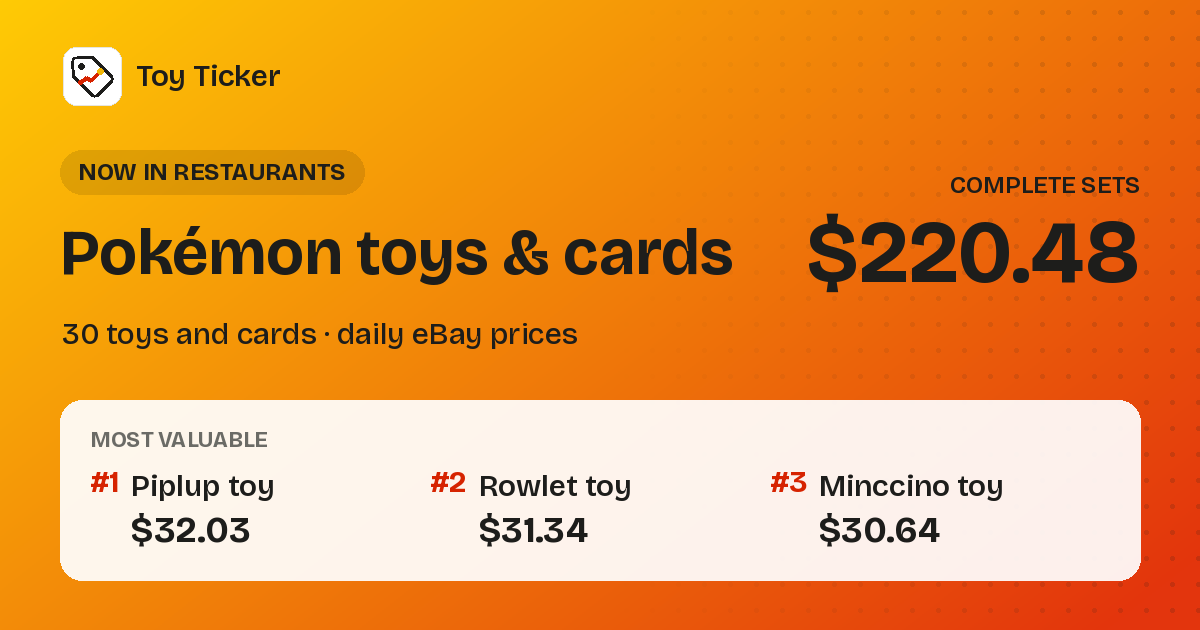 Toy Ticker
NOW IN RESTAURANTS
Pokémon toys & cards
30 toys and cards · daily eBay prices
COMPLETE SETS
$220.48
MOST VALUABLE
#1 Piplup toy
$32.03
#2 Rowlet toy
$31.34
#3 Minccino toy
$30.64